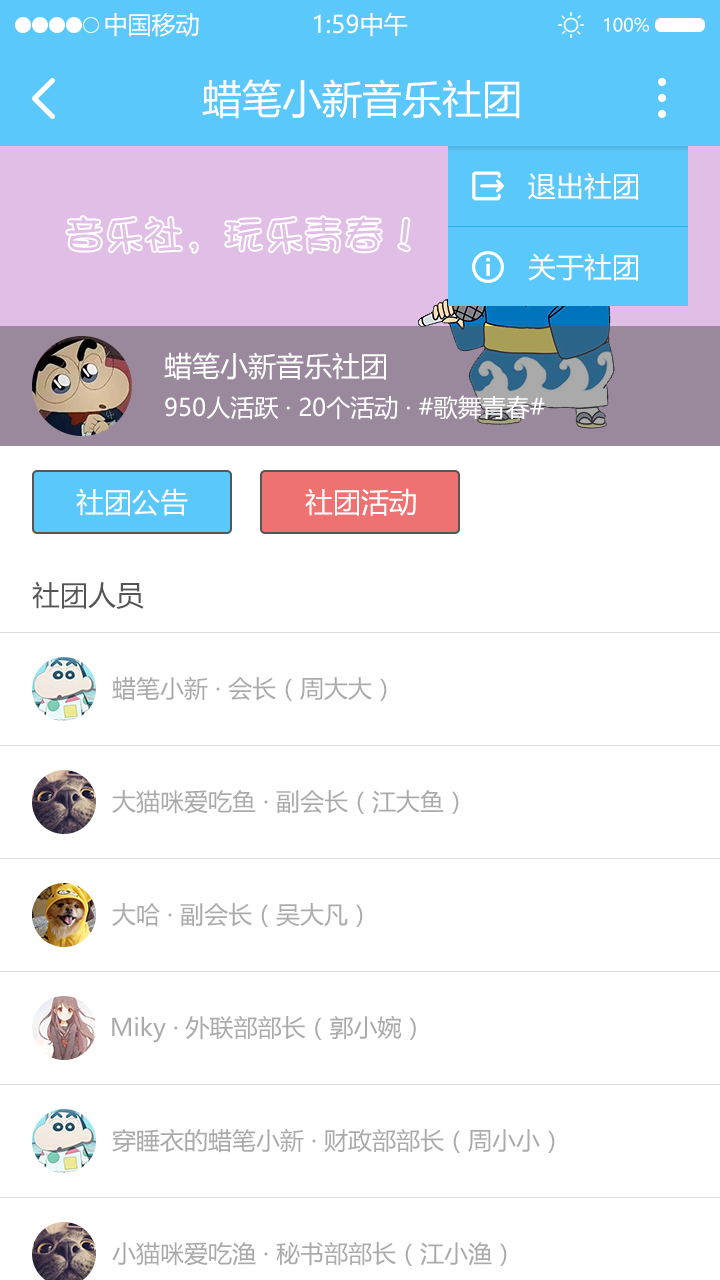 中国移动 1:59中午 100%
蜡笔小新音乐社团
退出社团
音乐社，玩乐青春！
关于社团
蜡笔小新音乐社团
950人活跃 · 20个活动 · #歌舞青春#
社团公告 社团活动
社团人员
蜡笔小新 · 会长（周大大）
大猫咪爱吃鱼 · 副会长（江大鱼）
大哈 · 副会长（吴大凡）
Miky · 外联部部长（郭小婉）
穿睡衣的蜡笔小新 · 财政部部长（周小小）
小猫咪爱吃渔 · 秘书部部长（江小渔）